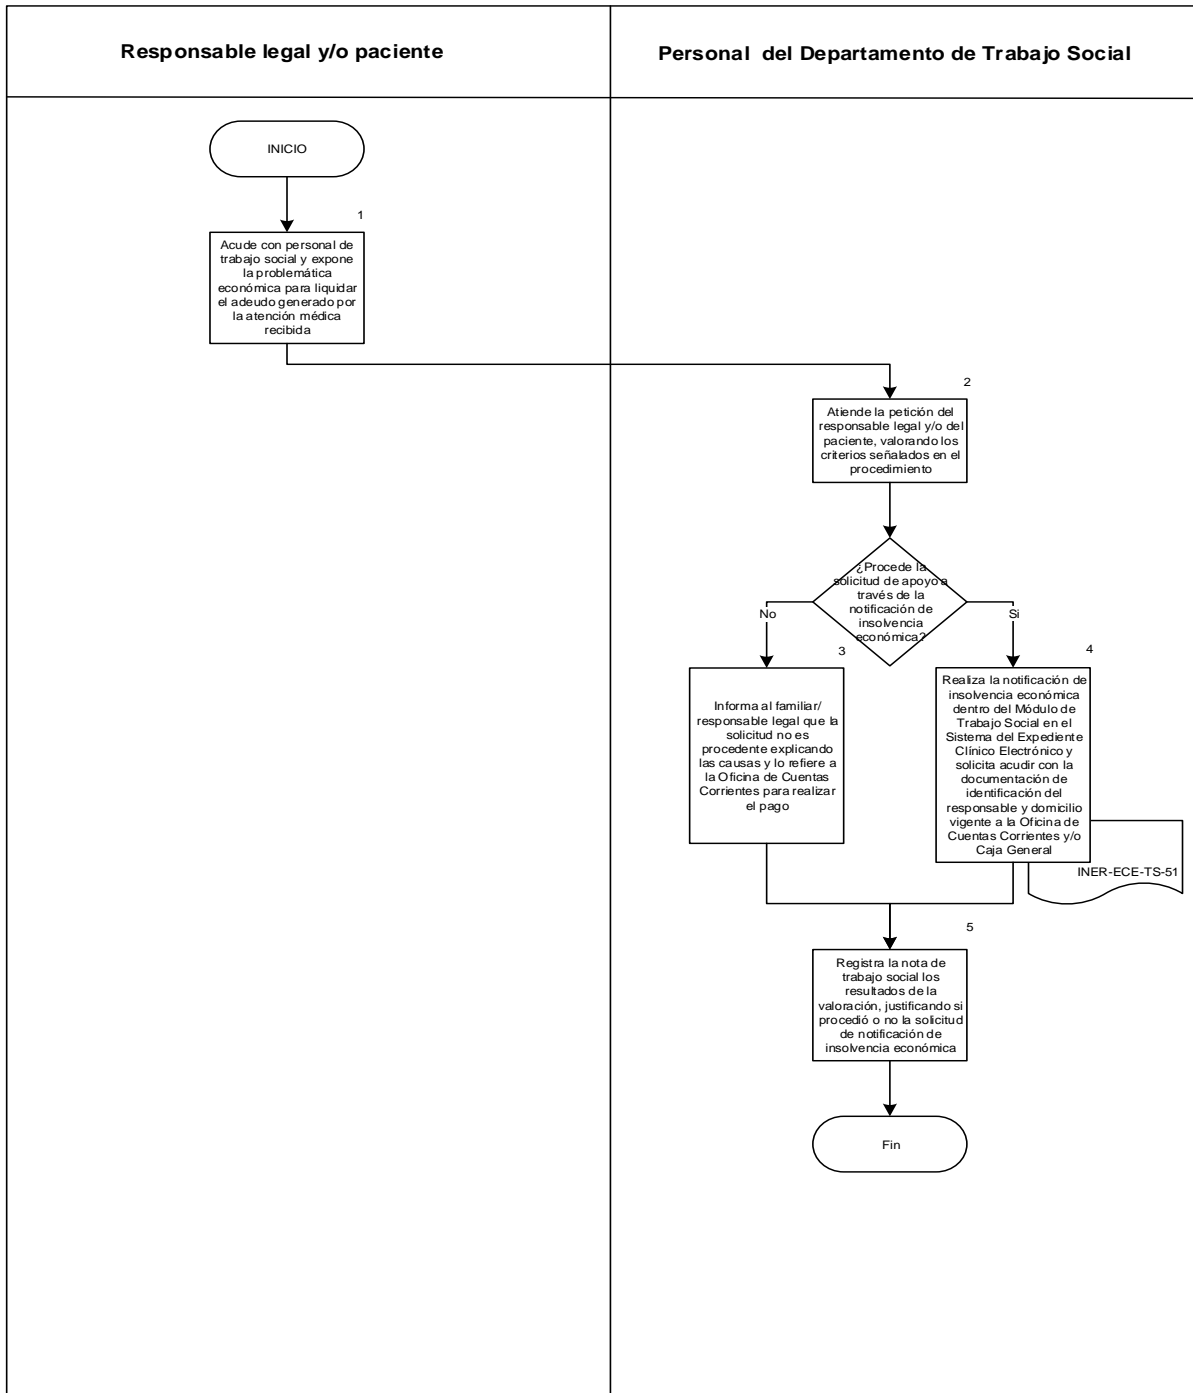 Responsable legal y/o paciente
Personal del Departamento de Trabajo Social
INICIO
1
Acude con personal de
trabajo social y expone
la problemática
económica para liquidar
el adeudo generado por
la atención médica
recibida
2
Atiende la petición del
responsable legal y/o del
paciente, valorando los
criterios señalados en el
procedimiento
¿Procede la
solicitud de apoyo a
través de la
notificación de
insolvencia
económica?
No
Si
3
Informa al familiar/
responsable legal que la
solicitud no es
procedente explicando
las causas y lo refiere a
la Oficina de Cuentas
Corrientes para realizar
el pago
4
Realiza la notificación de
insolvencia económica
dentro del Módulo de
Trabajo Social en el
Sistema del Expediente
Clínico Electrónico y
solicita acudir con la
documentación de
identificación del
responsable y domicilio
vigente a la Oficina de
Cuentas Corrientes y/o
Caja General
INER-ECE-TS-51
5
Registra la nota de
trabajo social los
resultados de la
valoración, justificando si
procedió o no la solicitud
de notificación de
insolvencia económica
Fin